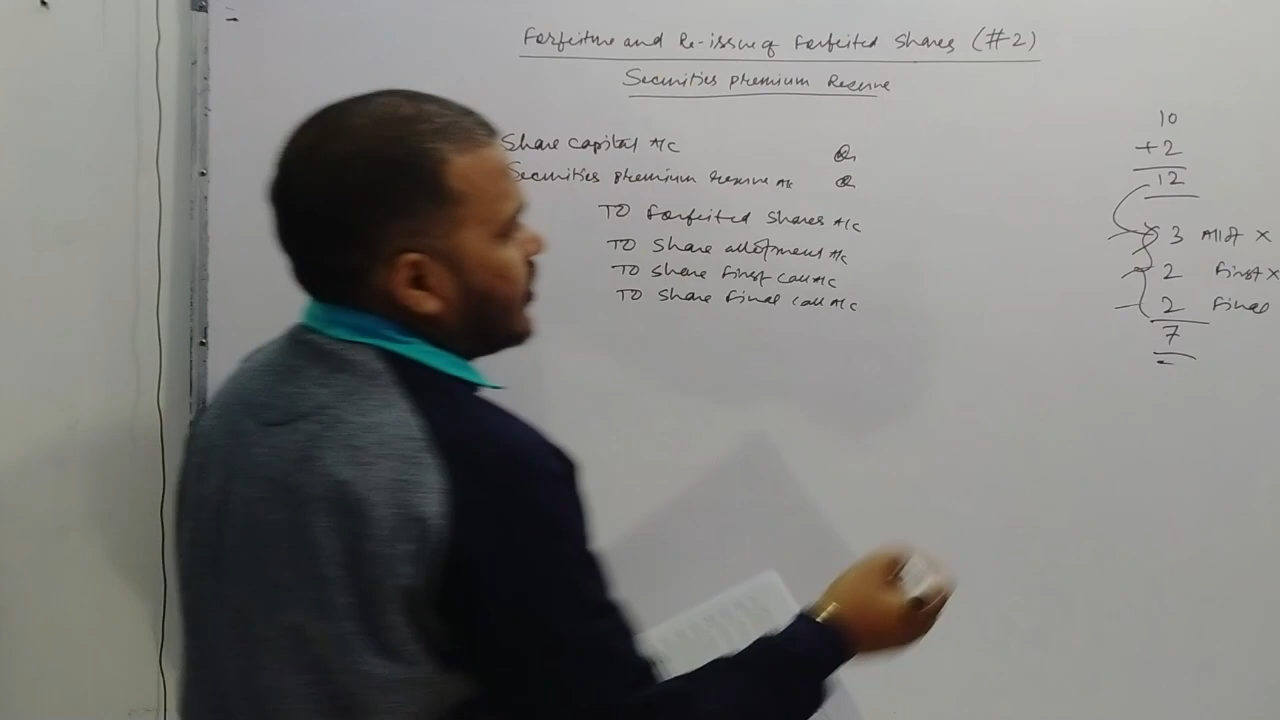 Forfeiture and Re-issue of Forfeited Shares (#2)
Securities premium Reserve
Share capital A/c Dr
Securities premium reserve A/c Dr
TO Forfeited Shares A/c
TO Share allotment A/c
TO Share First call A/c
TO Share Final call A/c
10
+2
12
3 Allot X
2 First X
2 Final
7